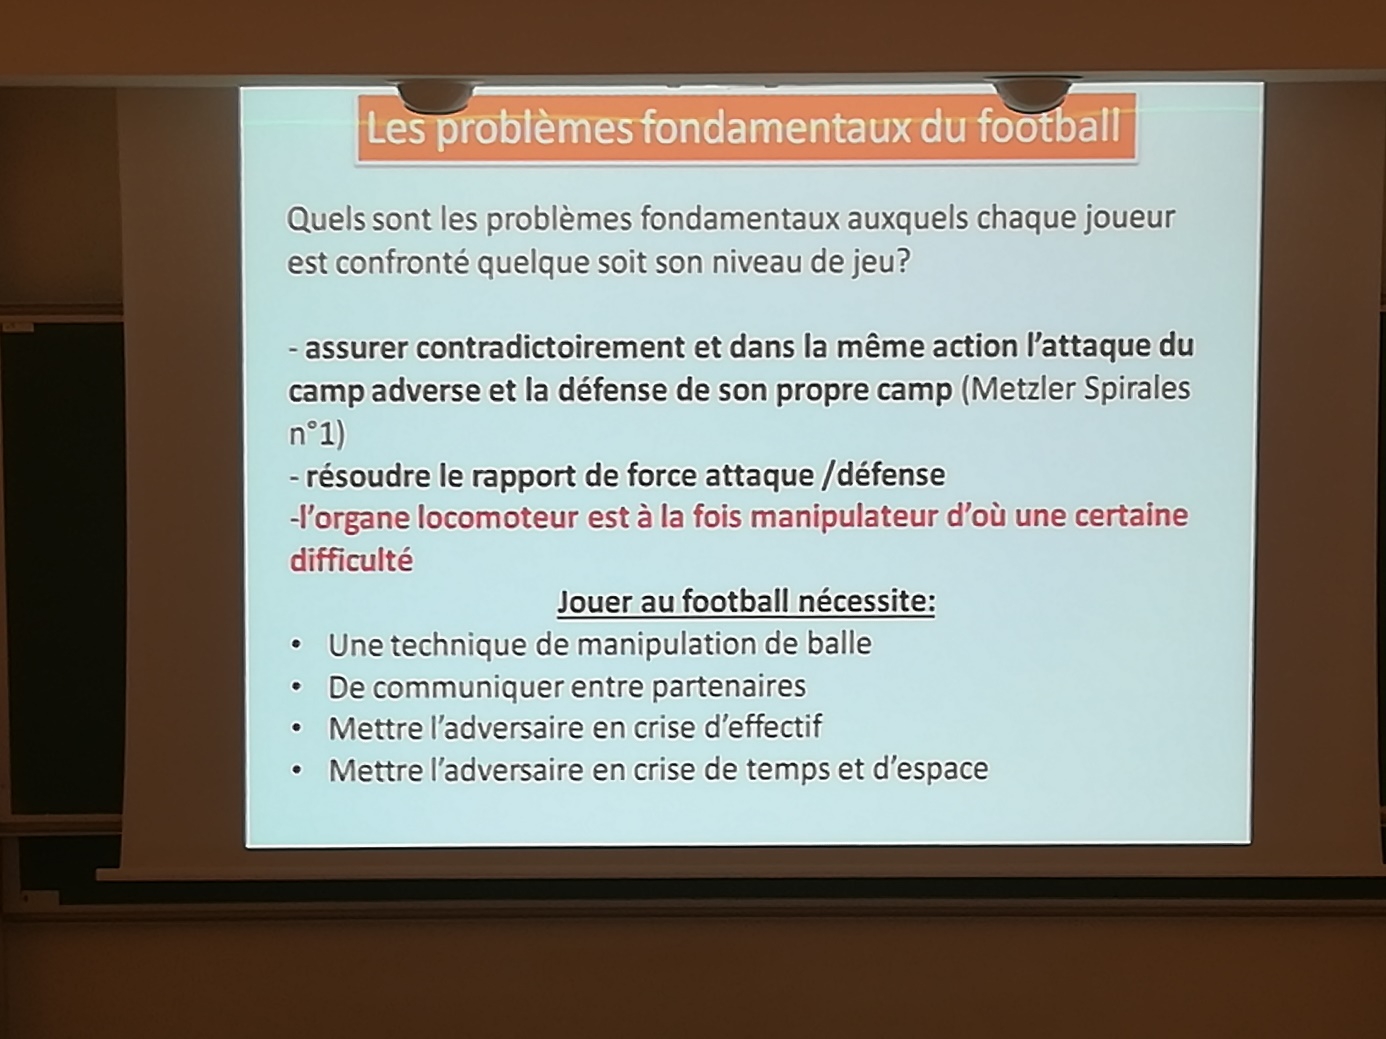 Les problèmes fondamentaux du football
Quels sont les problèmes fondamentaux auxquels chaque joueur
est confronté quelque soit son niveau de jeu?
- assurer contradictoirement et dans la même action l'attaque du
camp adverse et la défense de son propre camp (Metzler Spirales
n°1)
- résoudre le rapport de force attaque /défense
-l'organe locomoteur est à la fois manipulateur d'où une certaine
difficulté
Jouer au football nécessite:
• Une technique de manipulation de balle
• De communiquer entre partenaires
• Mettre l'adversaire en crise d'effectif
• Mettre l'adversaire en crise de temps et d'espace